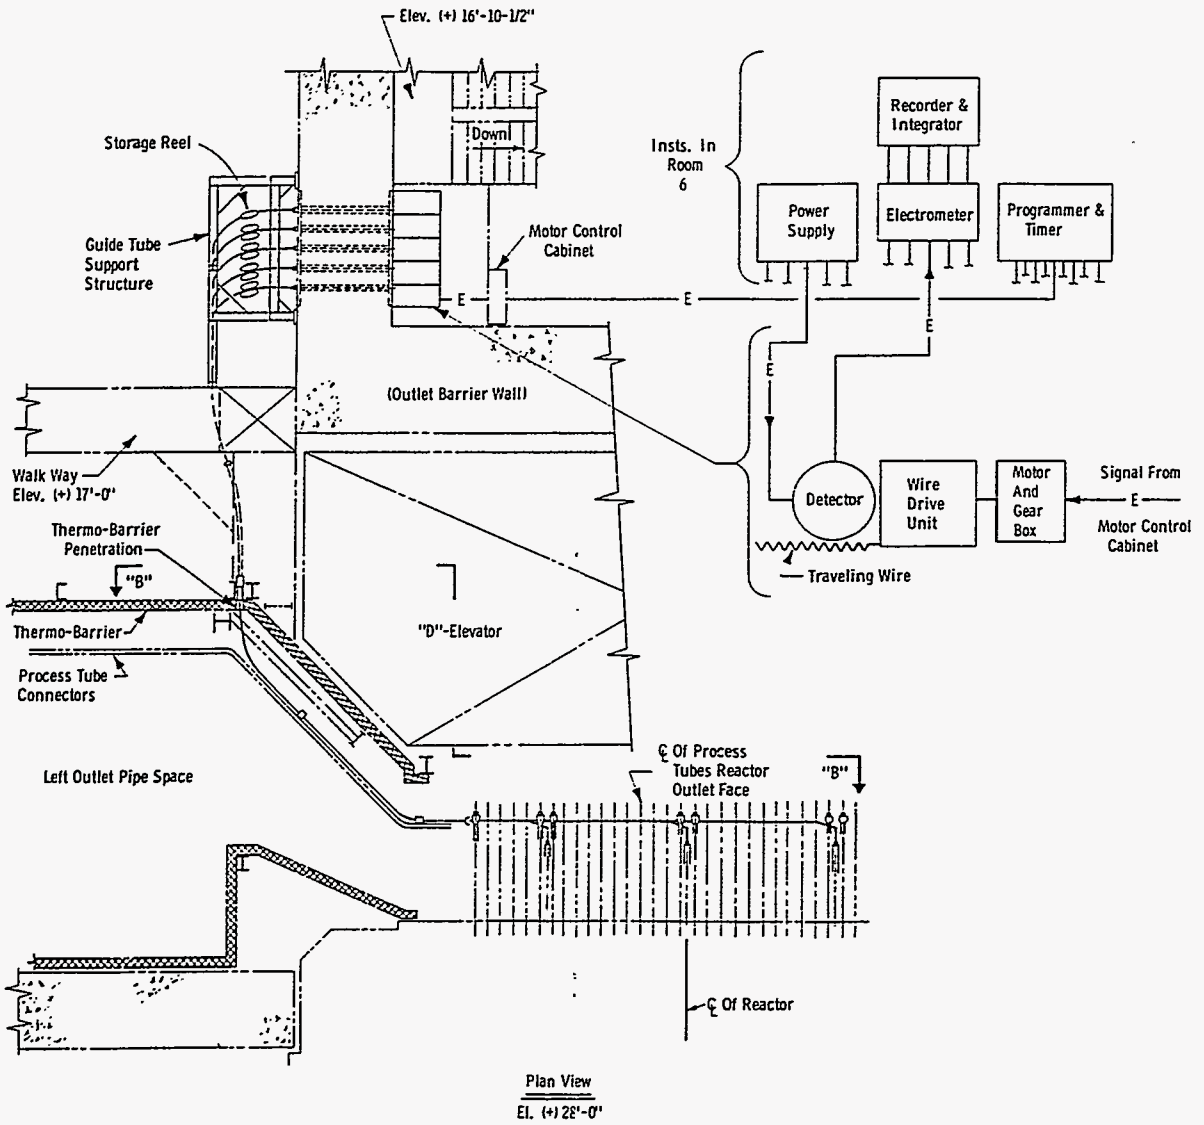 Elev. (+) 16'-10-1/2"
Storage Reel
Down
Guide Tube
Support
Structure
Motor Control
Cabinet
Insts. In
Room
6
Recorder &
Integrator
Power
Supply
Electrometer
Programmer &
Timer
E
E
E
E
(Outlet Barrier Wall)
Walk Way
Elev. (+) 17'-0"
Detector
Wire
Drive
Unit
Motor
And
Gear
Box
Signal From
E
Motor Control
Cabinet
Traveling Wire
Thermo-Barrier
Penetration
"B"
Thermo-Barrier
"D"-Elevator
Process Tube
Connectors
Left Outlet Pipe Space
℄ Of Process
Tubes Reactor
Outlet Face
"B"
℄ Of Reactor
Plan View
El. (+) 28'-0"